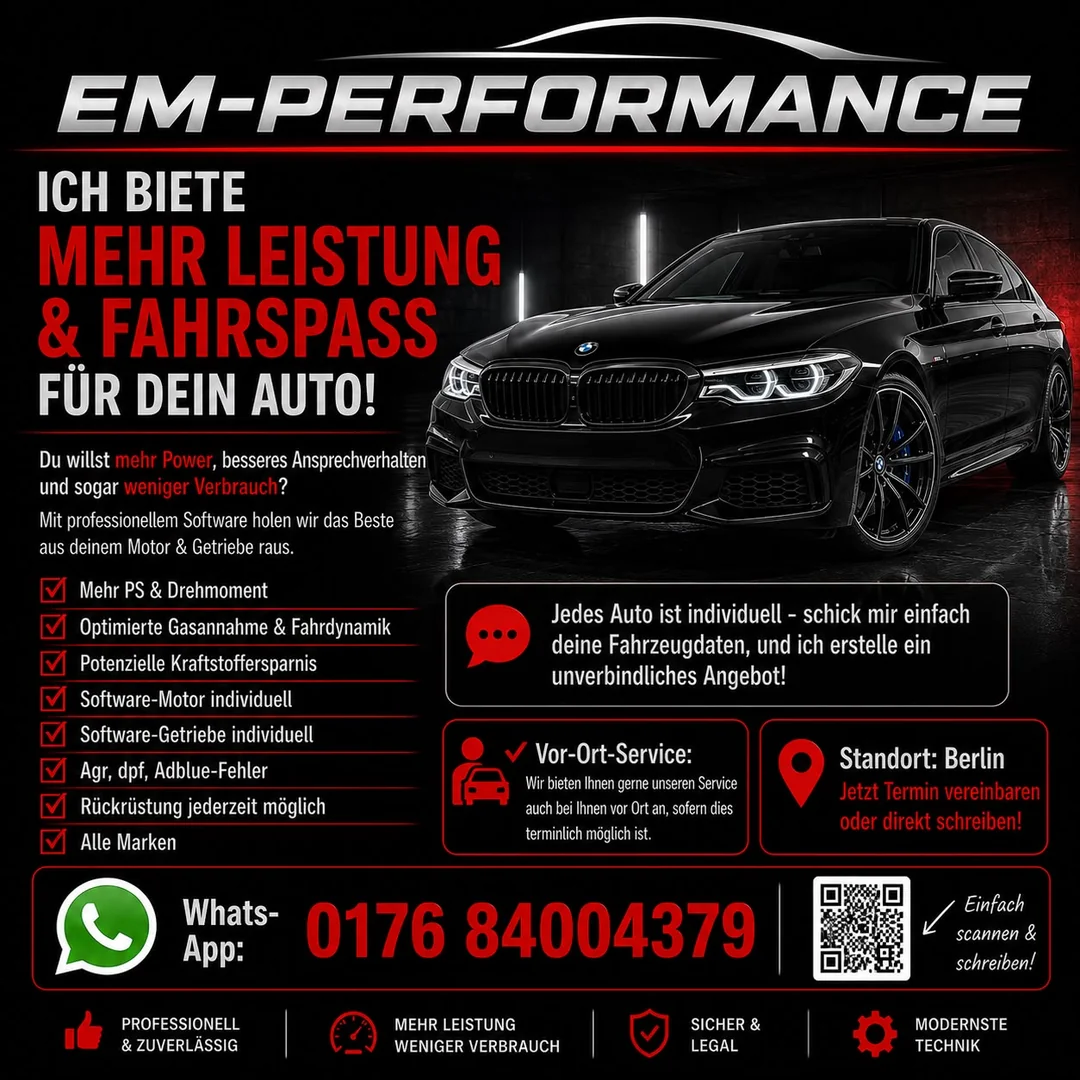 EM-PERFORMANCE
ICH BIETE
MEHR LEISTUNG
& FAHRSPASS
FÜR DEIN AUTO!
Du willst mehr Power, besseres Ansprechverhalten
und sogar weniger Verbrauch?
Mit professionellem Software holen wir das Beste
aus deinem Motor & Getriebe raus.
Mehr PS & Drehmoment
Optimierte Gasannahme & Fahrdynamik
Potenzielle Kraftstoffersparnis
Software-Motor individuell
Software-Getriebe individuell
Agr, dpf, Adblue-Fehler
Rückrüstung jederzeit möglich
Alle Marken
Jedes Auto ist individuell – schick mir einfach
deine Fahrzeugdaten, und ich erstelle ein
unverbindliches Angebot!
Vor-Ort-Service:
Wir bieten Ihnen gerne unseren Service
auch bei Ihnen vor Ort an, sofern dies
terminlich möglich ist.
Standort: Berlin
Jetzt Termin vereinbaren
oder direkt schreiben!
Whats-
App:
0176 84004379
Einfach
scannen &
schreiben!
PROFESSIONELL
& ZUVERLÄSSIG
MEHR LEISTUNG
WENIGER VERBRAUCH
SICHER &
LEGAL
MODERNSTE
TECHNIK